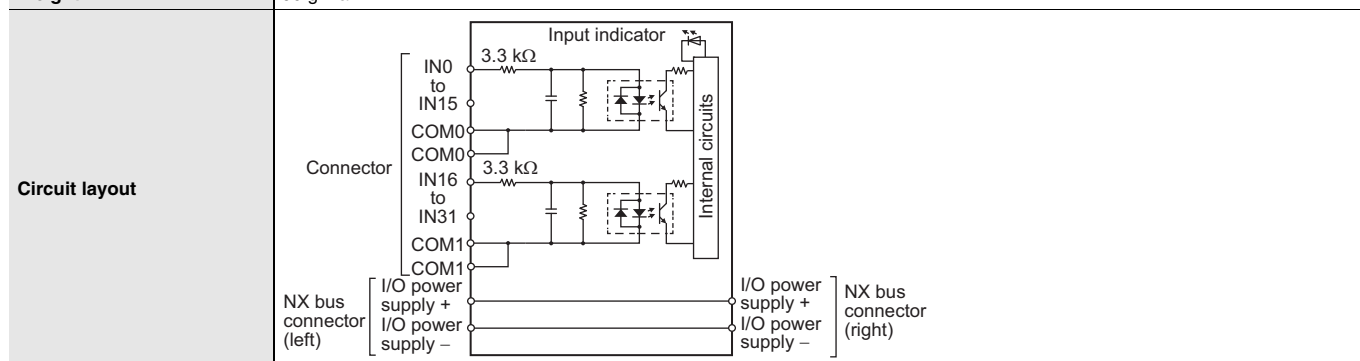 Circuit layout
Input indicator
3.3 kΩ
IN0
to
IN15
COM0
COM0
Connector
3.3 kΩ
IN16
to
IN31
COM1
COM1
Internal circuits
NX bus
connector
(left)
I/O power
supply +
I/O power
supply –
I/O power
supply +
I/O power
supply –
NX bus
connector
(right)